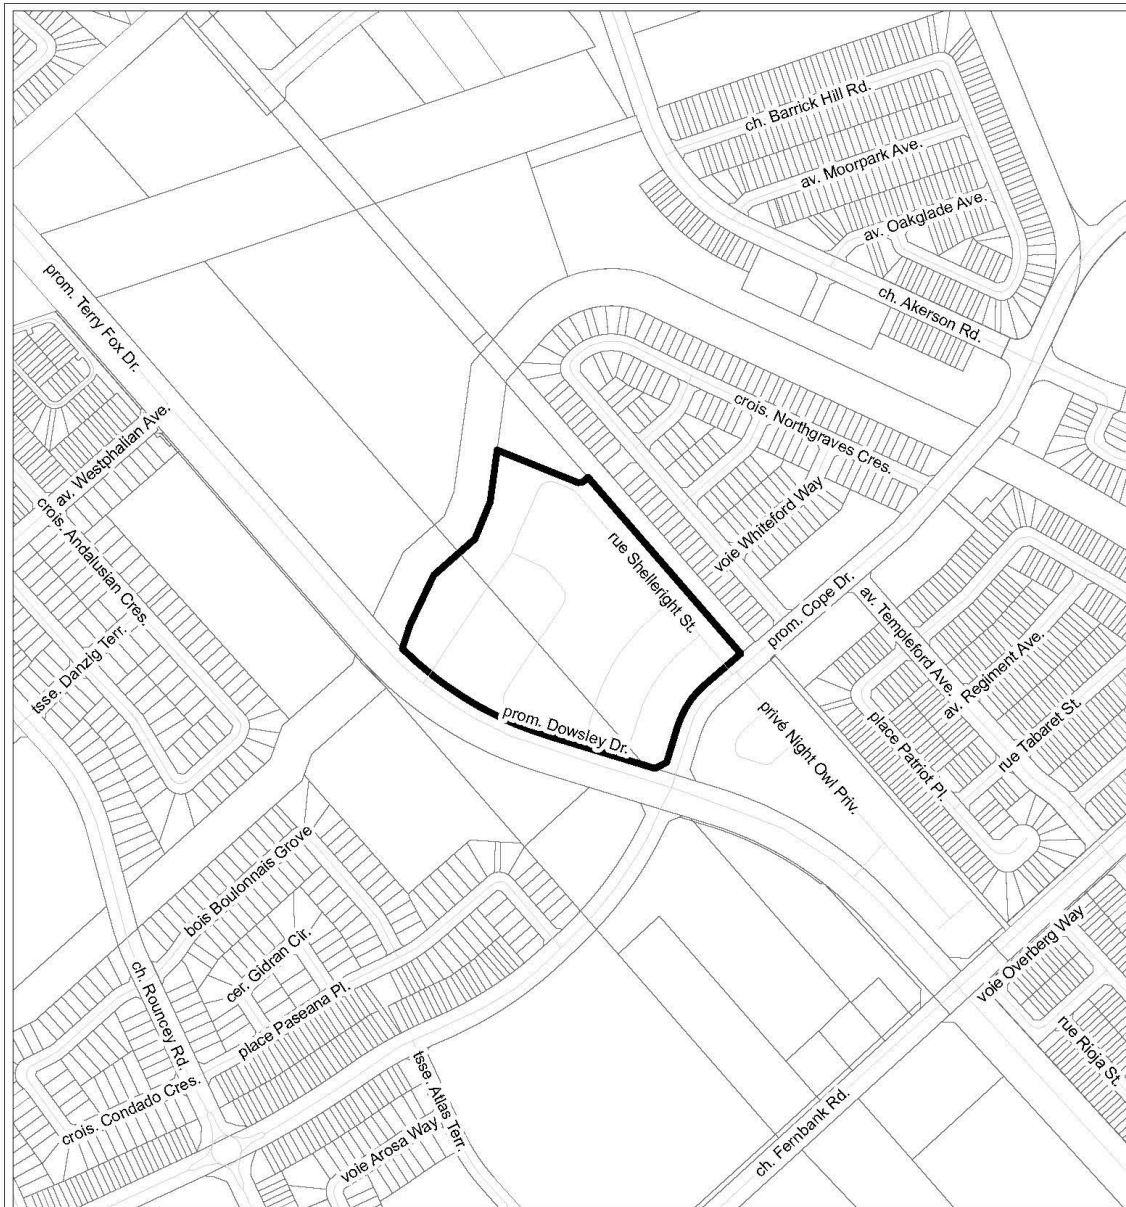 ch. Barrick Hill Rd.
av. Moorpark Ave.
av. Oakglade Ave.
prom. Terry Fox Dr.
ch. Akerson Rd.
crois. Northgraves Cres.
av. Westphalian Ave.
voie Whiteford Way
crois. Andalusian Cres.
rue Shelleright St.
prom. Cope Dr.
av. Templeford Ave.
tsse. Danzig Terr.
av. Regiment Ave.
prom. Dowsley Dr.
privé Night Owl Priv.
place Patriot Pl.
rue Tabaret St.
bois Boulonnais Grove
cer. Gidran Cir.
voie Overberg Way
ch. Rouncey Rd.
place Paseana Pl.
rue Rioja St.
crois. Condado Cres.
tsse. Atlas Terr.
voie Arosa Way
ch. Fernbank Rd.